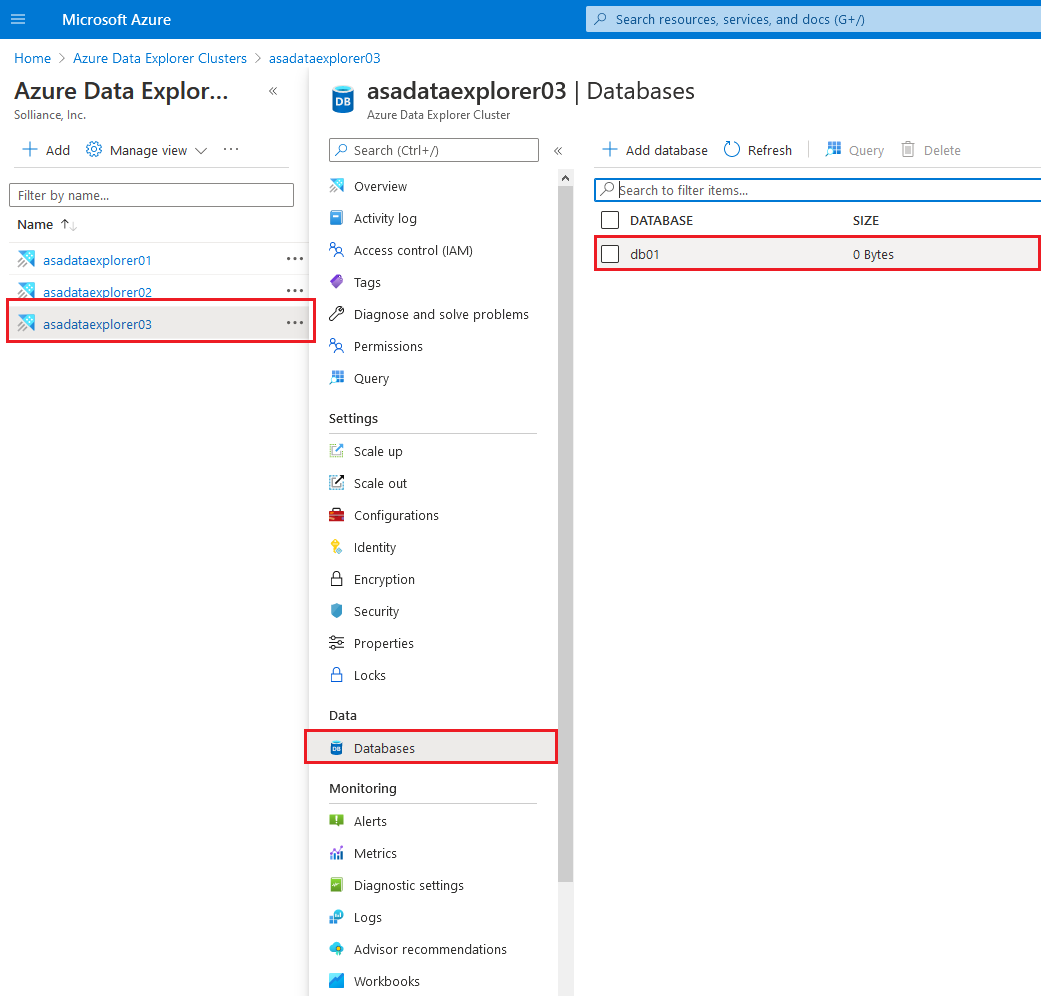 Microsoft Azure
Search resources, services, and docs (G+/)
Home > Azure Data Explorer Clusters > asadataexplorer03
Azure Data Explor...
Solliance, Inc.
Add Manage view ...
Filter by name...
Name
asadataexplorer01
asadataexplorer02
asadataexplorer03
asadataexplorer03 | Databases
Azure Data Explorer Cluster
Search (Ctrl+/)
Overview
Activity log
Access control (IAM)
Tags
Diagnose and solve problems
Permissions
Query
Settings
Scale up
Scale out
Configurations
Identity
Encryption
Security
Properties
Locks
Data
Databases
Monitoring
Alerts
Metrics
Diagnostic settings
Logs
Advisor recommendations
Workbooks
Add database Refresh Query Delete
Search to filter items...
DATABASE SIZE
db01 0 Bytes